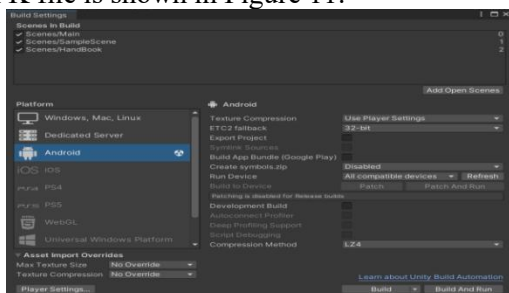 K file is shown in Figure 11.
Build Settings
Scenes In Build
Scenes/Main 0
Scenes/SampleScene 1
Scenes/HandBook 2
Add Open Scenes
Platform
Windows, Mac, Linux
Dedicated Server
Android
iOS iOS
PS4 PS4
PS5 PS5
WebGL
Universal Windows Platform
Android
Texture Compression Use Player Settings
ETC2 fallback 32-bit
Export Project
Symlink Sources
Build App Bundle (Google Play)
Create symbols.zip Disabled
Run Device All compatible devices Refresh
Build to Device Patch Patch And Run
Patching is disabled for Release builds
Development Build
Autoconnect Profiler
Deep Profiling Support
Script Debugging
Compression Method LZ4
Asset Import Overrides
Max Texture Size No Override
Texture Compression No Override
Learn about Unity Build Automation
Player Settings...
Build
Build And Run